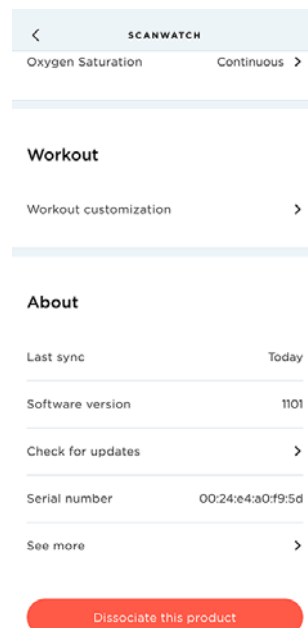 SCANWATCH
Oxygen Saturation Continuous
Workout
Workout customization
About
Last sync Today
Software version 1101
Check for updates
Serial number 00:24:e4:a0:f9:5d
See more
Dissociate this product